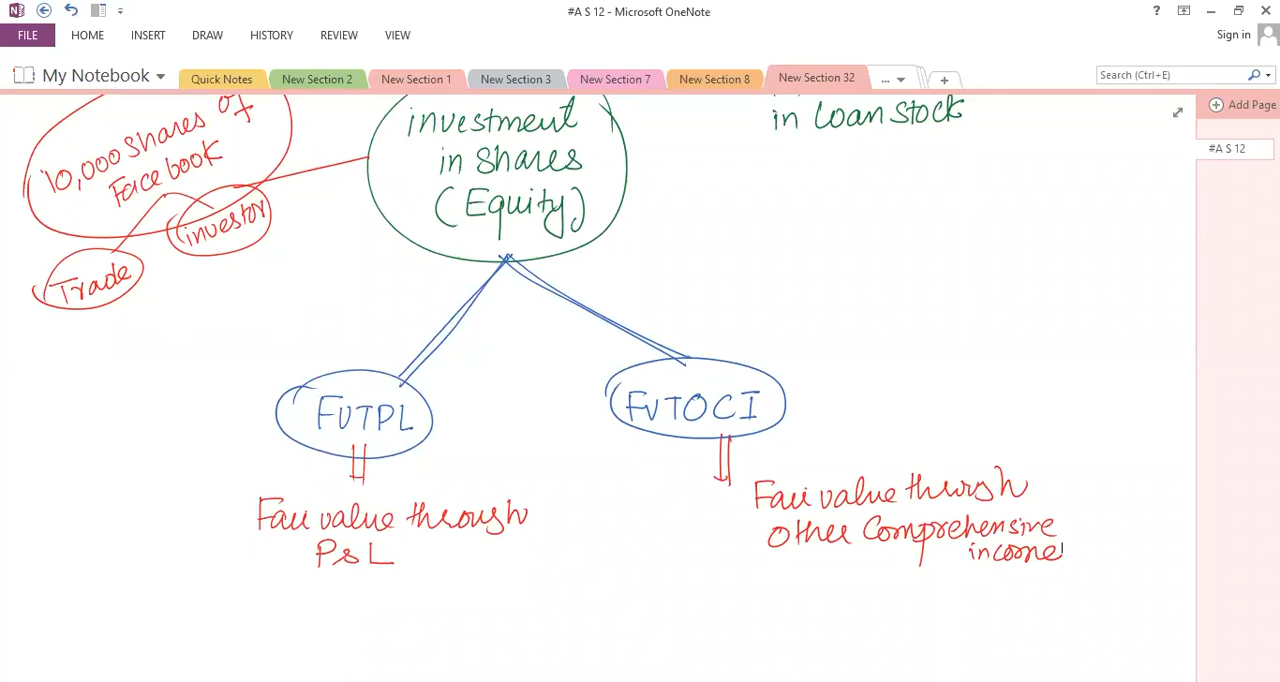 #A S 12 - Microsoft OneNote
?
FILE
HOME
INSERT
DRAW
HISTORY
REVIEW
VIEW
Sign in
My Notebook
Quick Notes
New Section 2
New Section 1
New Section 3
New Section 7
New Section 8
New Section 32
...
Search (Ctrl+E)
Add Page
#A S 12
10,000 shares of
Facebook
investor
Trade
investment
in shares
(Equity)
in Loan stock
FVTPL
FVTOCI
Fair value through
P & L
Fair value through
Other Comprehensive
income